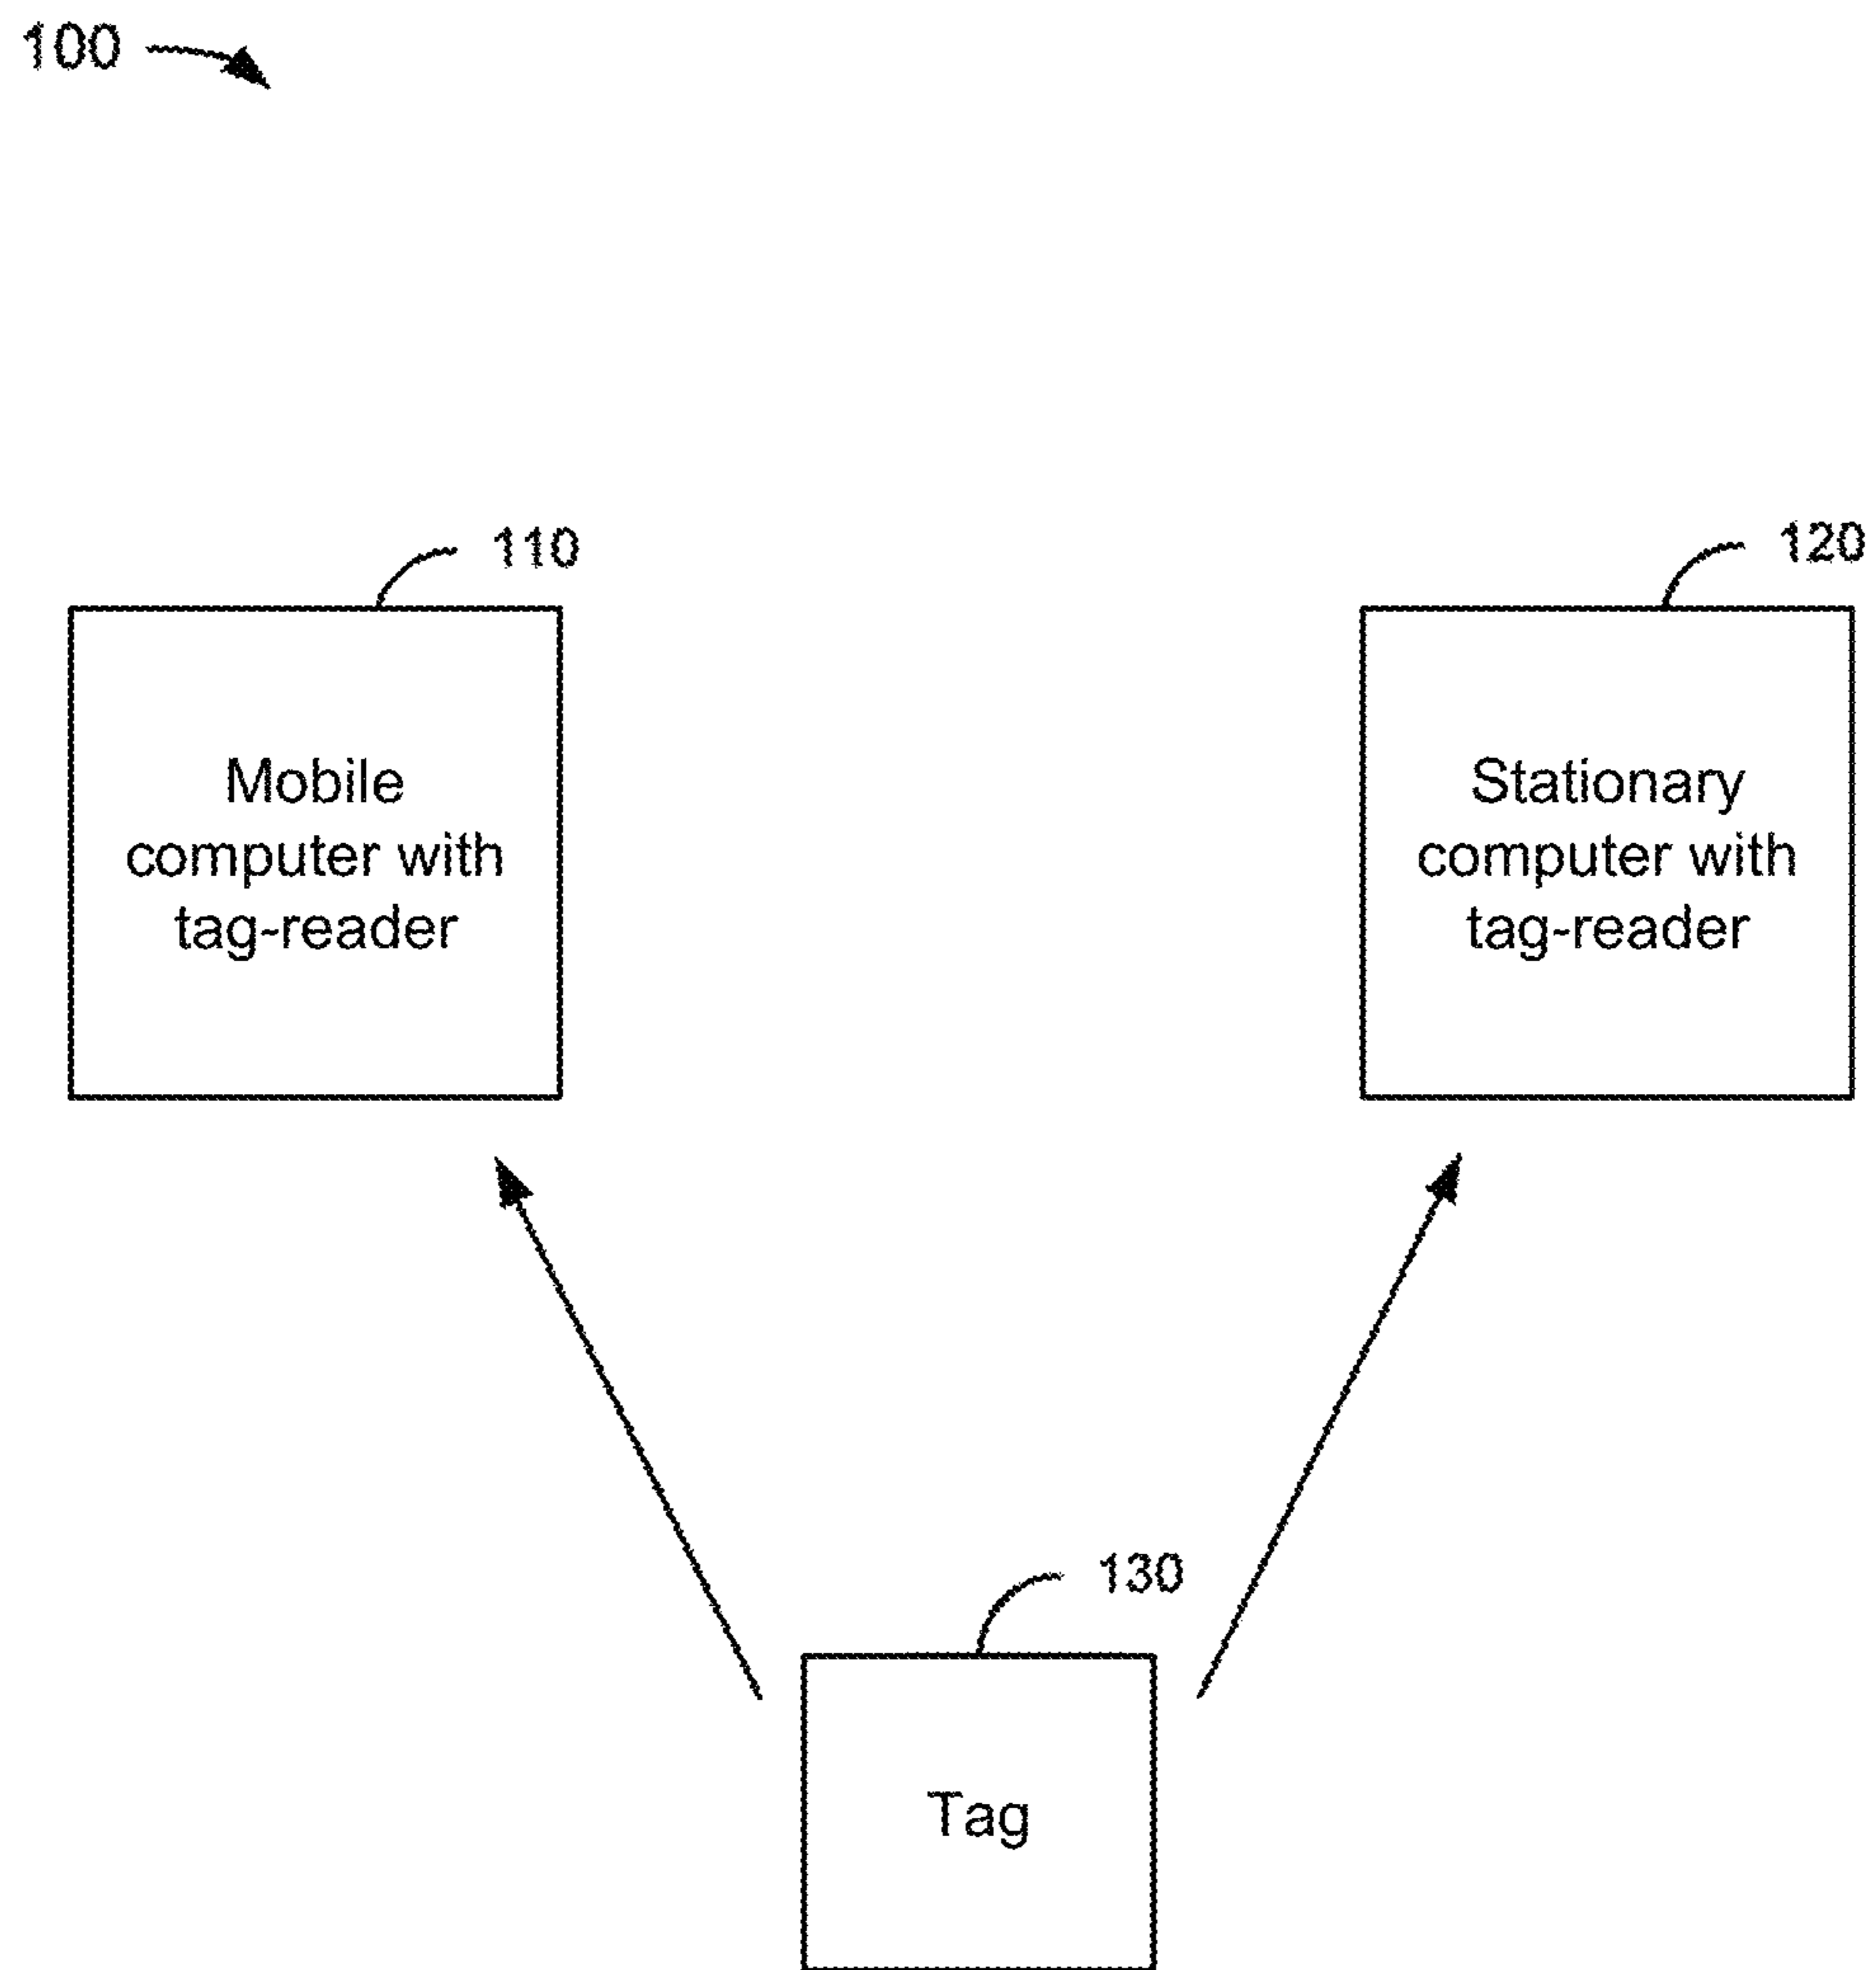 100
110
120
Mobile
computer with
tag-reader
Stationary
computer with
tag-reader
130
Tag